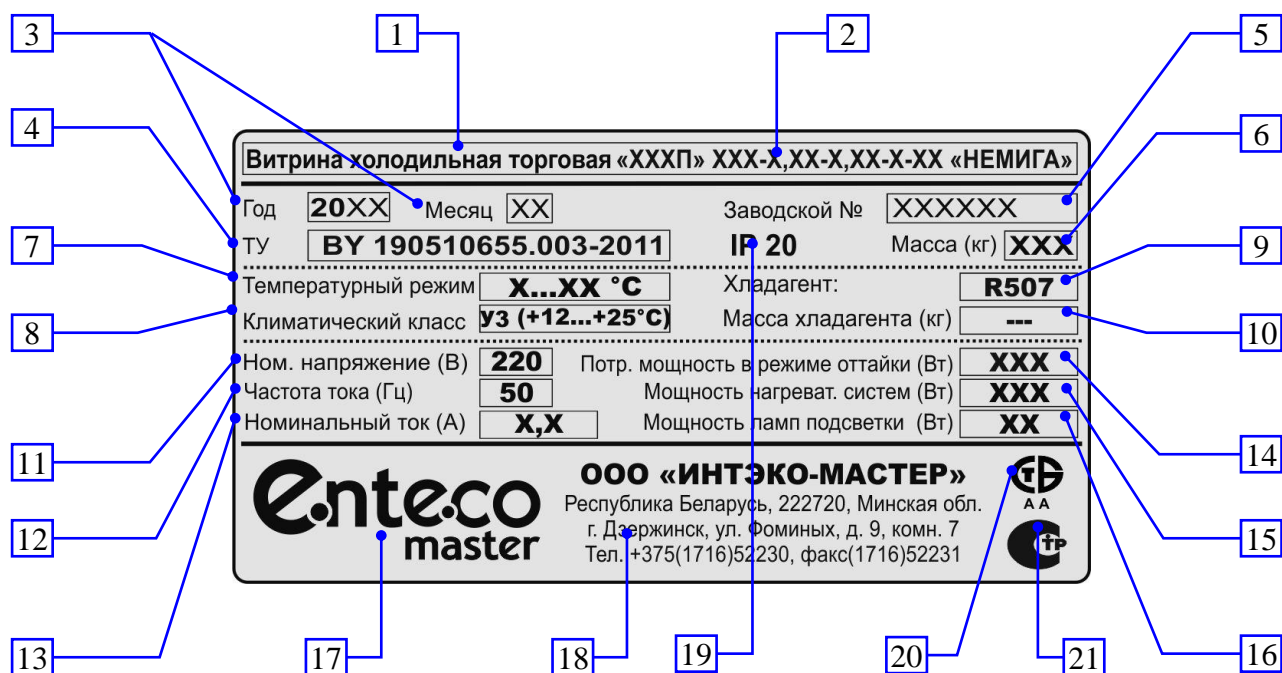 3 1 2 5
4 6
Витрина холодильная торговая «ХХХП» ХХХ-Х,ХХ-Х,ХХ-Х-ХХ «НЕМИГА»
Год 20ХХ Месяц ХХ Заводской № ХХХХХХ
ТУ BY 190510655.003-2011 IP 20 Масса (кг) ХХХ
7 9
Температурный режим Х...ХХ °С Хладагент: R507
8 10
Климатический класс У3 (+12...+25°С) Масса хладагента (кг) ---
Ном. напряжение (В) 220 Потр. мощность в режиме оттайки (Вт) ХХХ
Частота тока (Гц) 50 Мощность нагреват. систем (Вт) ХХХ
Номинальный ток (А) Х,Х Мощность ламп подсветки (Вт) ХХ
11 14
enteco master
ООО «ИНТЭКО-МАСТЕР»
Республика Беларусь, 222720, Минская обл.
г. Дзержинск, ул. Фоминых, д. 9, комн. 7
Тел. +375(1716)52230, факс(1716)52231
СТБ
АА
СТР
12 15
13 17 18 19 20 21 16